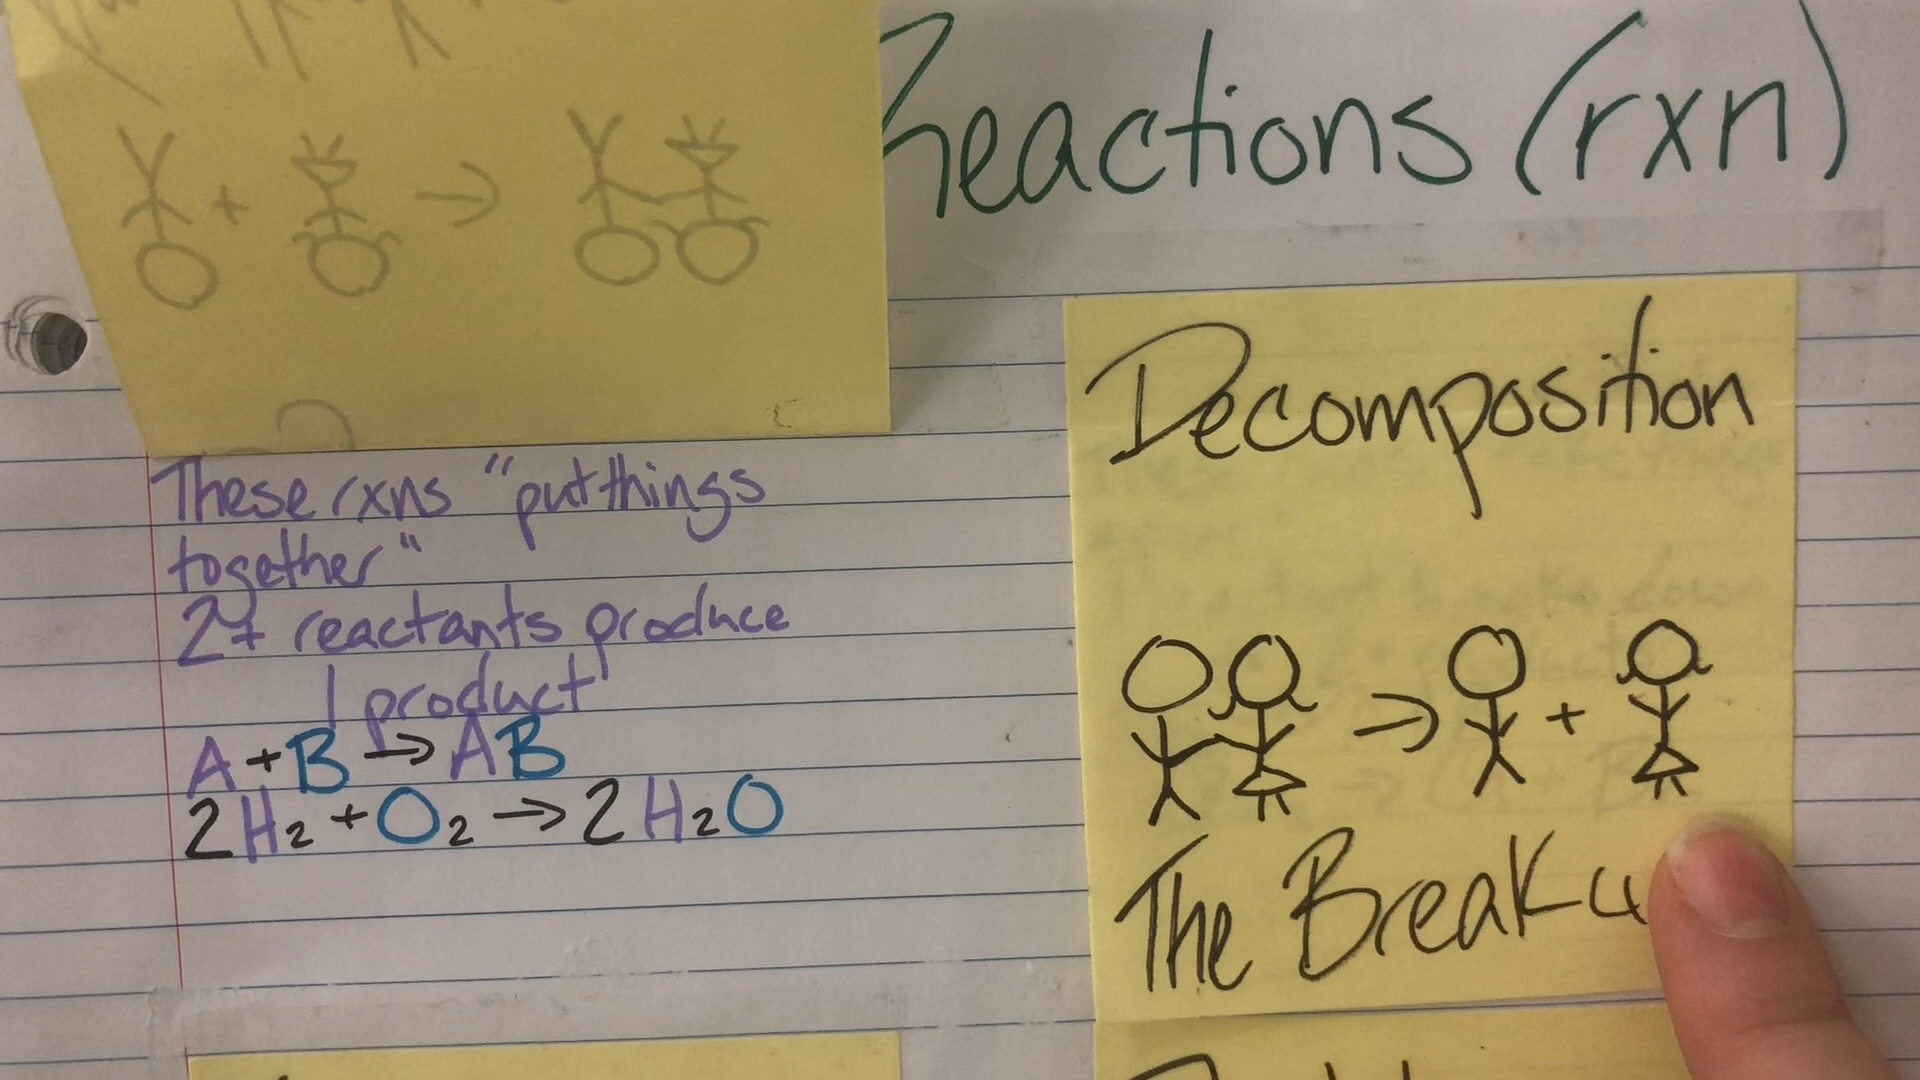 Reactions (rxn)
These rxns "put things
together"
2+ reactants produce
1 product
A + B → AB
2H₂ + O₂ → 2H₂O
Decomposition
→ +
The Breaku
+ →